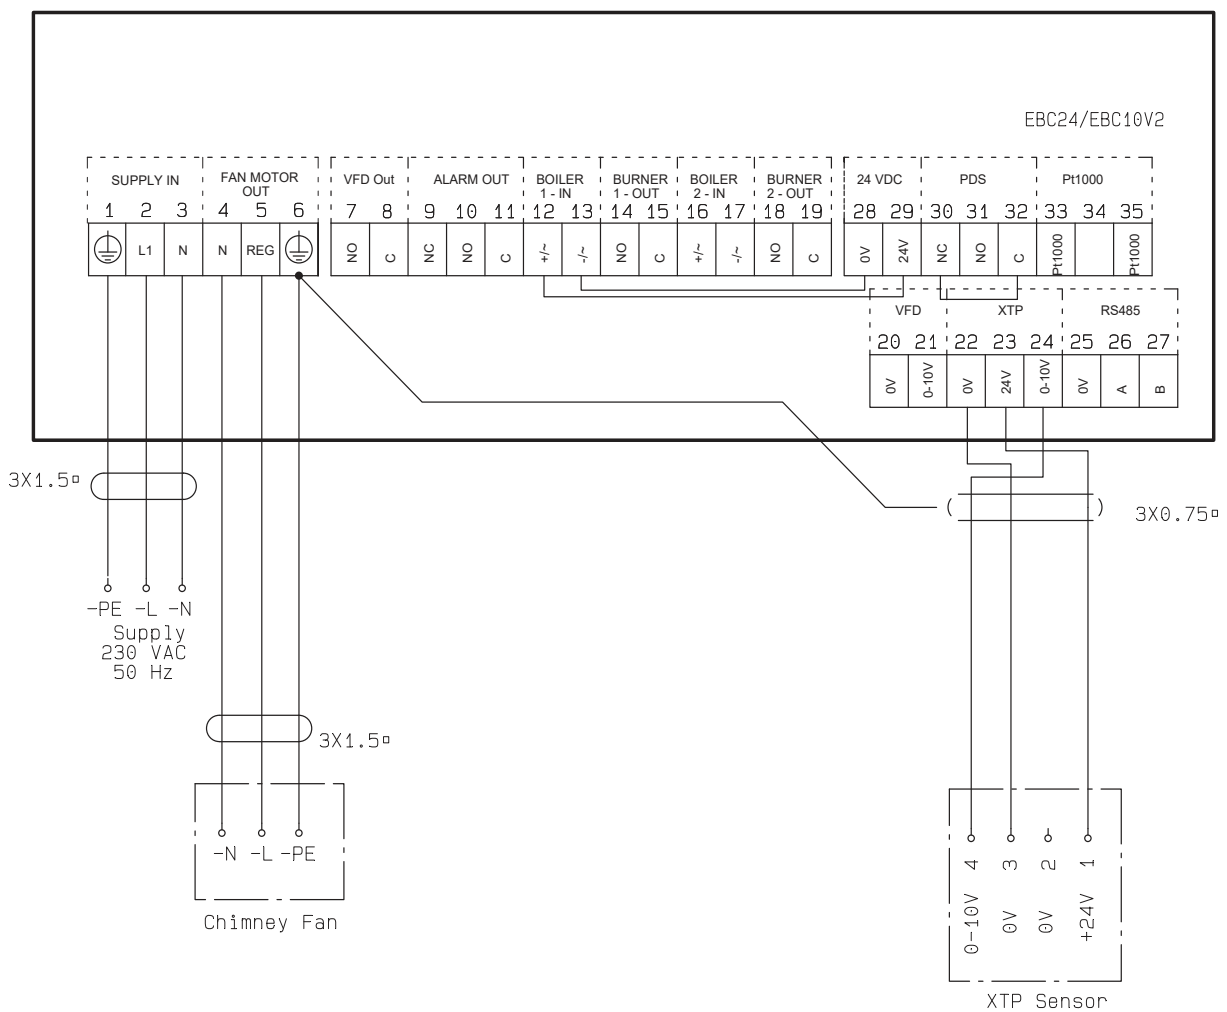 EBC24/EBC10V2
SUPPLY IN
FAN MOTOR
OUT
VFD Out
ALARM OUT
BOILER
1 - IN
BURNER
1 - OUT
BOILER
2 - IN
BURNER
2 - OUT
24 VDC
PDS
Pt1000
1 2 3 4 5 6 7 8 9 10 11 12 13 14 15 16 17 18 19 28 29 30 31 32 33 34 35
L1 N N REG NO C NC NO C +/~ -/~ NO C +/~ -/~ NO C 0V 24V NC NO C Pt1000 Pt1000
VFD XTP RS485
20 21 22 23 24 25 26 27
0V 0-10V 0V 24V 0-10V 0V A B
3X1.5▫
3X0.75▫
-PE -L -N
Supply
230 VAC
50 Hz
3X1.5▫
-N -L -PE
Chimney Fan
4 3 2 1
0-10V 0V 0V +24V
XTP Sensor